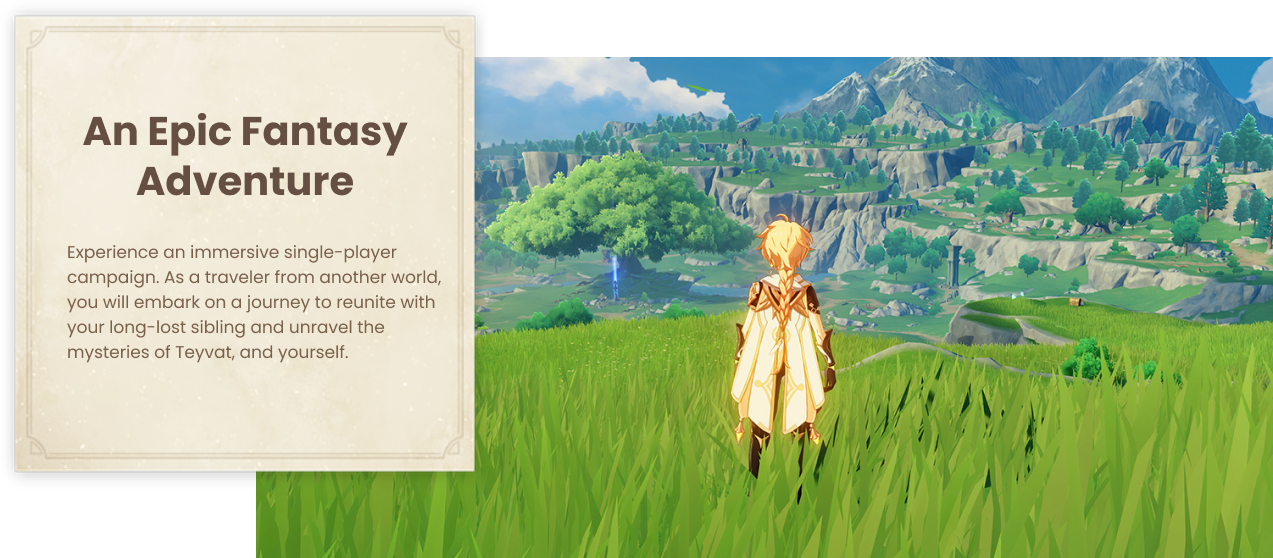 An Epic Fantasy
Adventure
Experience an immersive single-player
campaign. As a traveler from another world,
you will embark on a journey to reunite with
your long-lost sibling and unravel the
mysteries of Teyvat, and yourself.